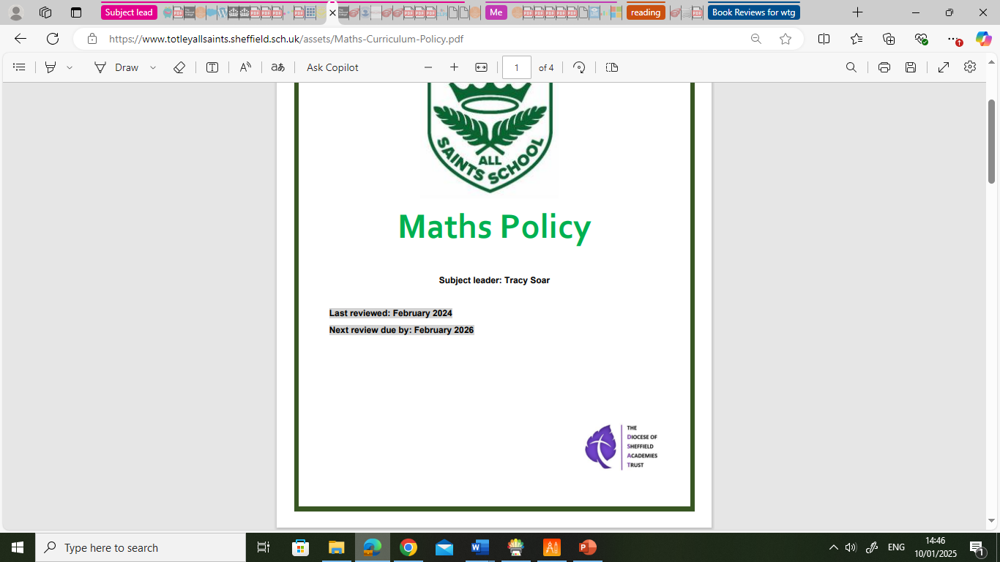 Subject lead
Me
reading
Book Reviews for wtg
https://www.totleyallsaints.sheffield.sch.uk/assets/Maths-Curriculum-Policy.pdf
Draw
Ask Copilot
1 of 4
ALL
SAINTS SCHOOL
Maths Policy
Subject leader: Tracy Soar
Last reviewed: February 2024
Next review due by: February 2026
THE
DIOCESE OF
SHEFFIELD
ACADEMIES
TRUST
Type here to search
ENG
14:46
10/01/2025
1